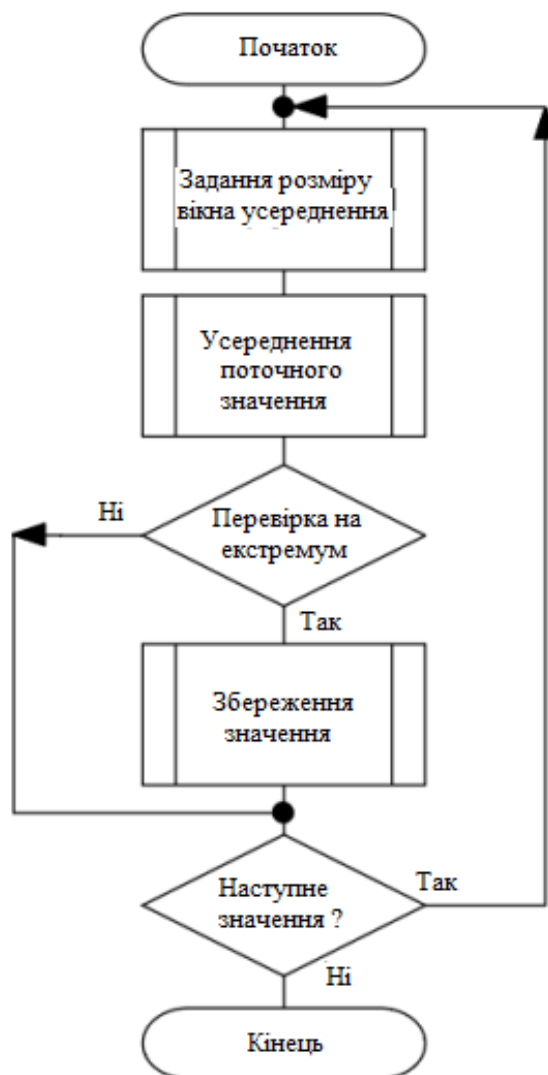 Початок
Задання розміру
вікна усереднення
Усереднення
поточного
значення
Ні
Перевірка на
екстремум
Так
Збереження
значення
Наступне
значення ?
Так
Ні
Кінець